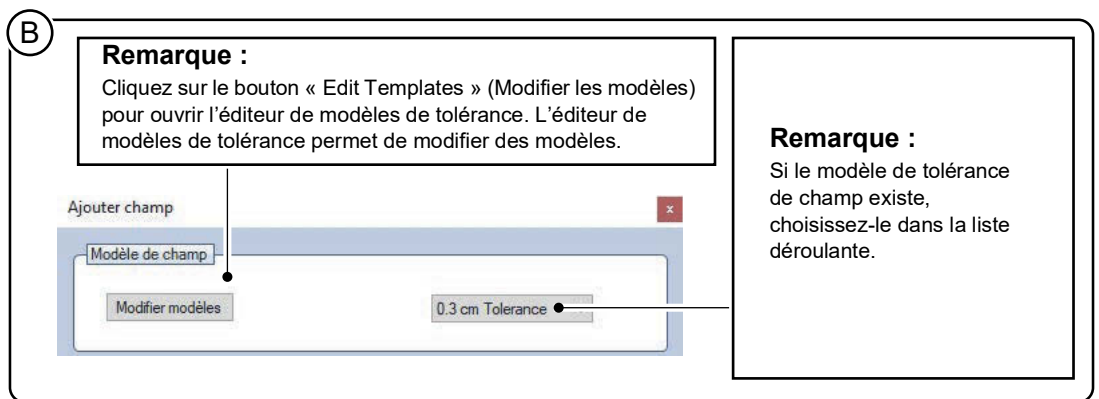 B
Remarque :
Cliquez sur le bouton « Edit Templates » (Modifier les modèles)
pour ouvrir l’éditeur de modèles de tolérance. L’éditeur de
modèles de tolérance permet de modifier des modèles.
Remarque :
Si le modèle de tolérance
de champ existe,
choisissez-le dans la liste
déroulante.
Ajouter champ
x
Modèle de champ
Modifier modèles
0.3 cm Tolerance